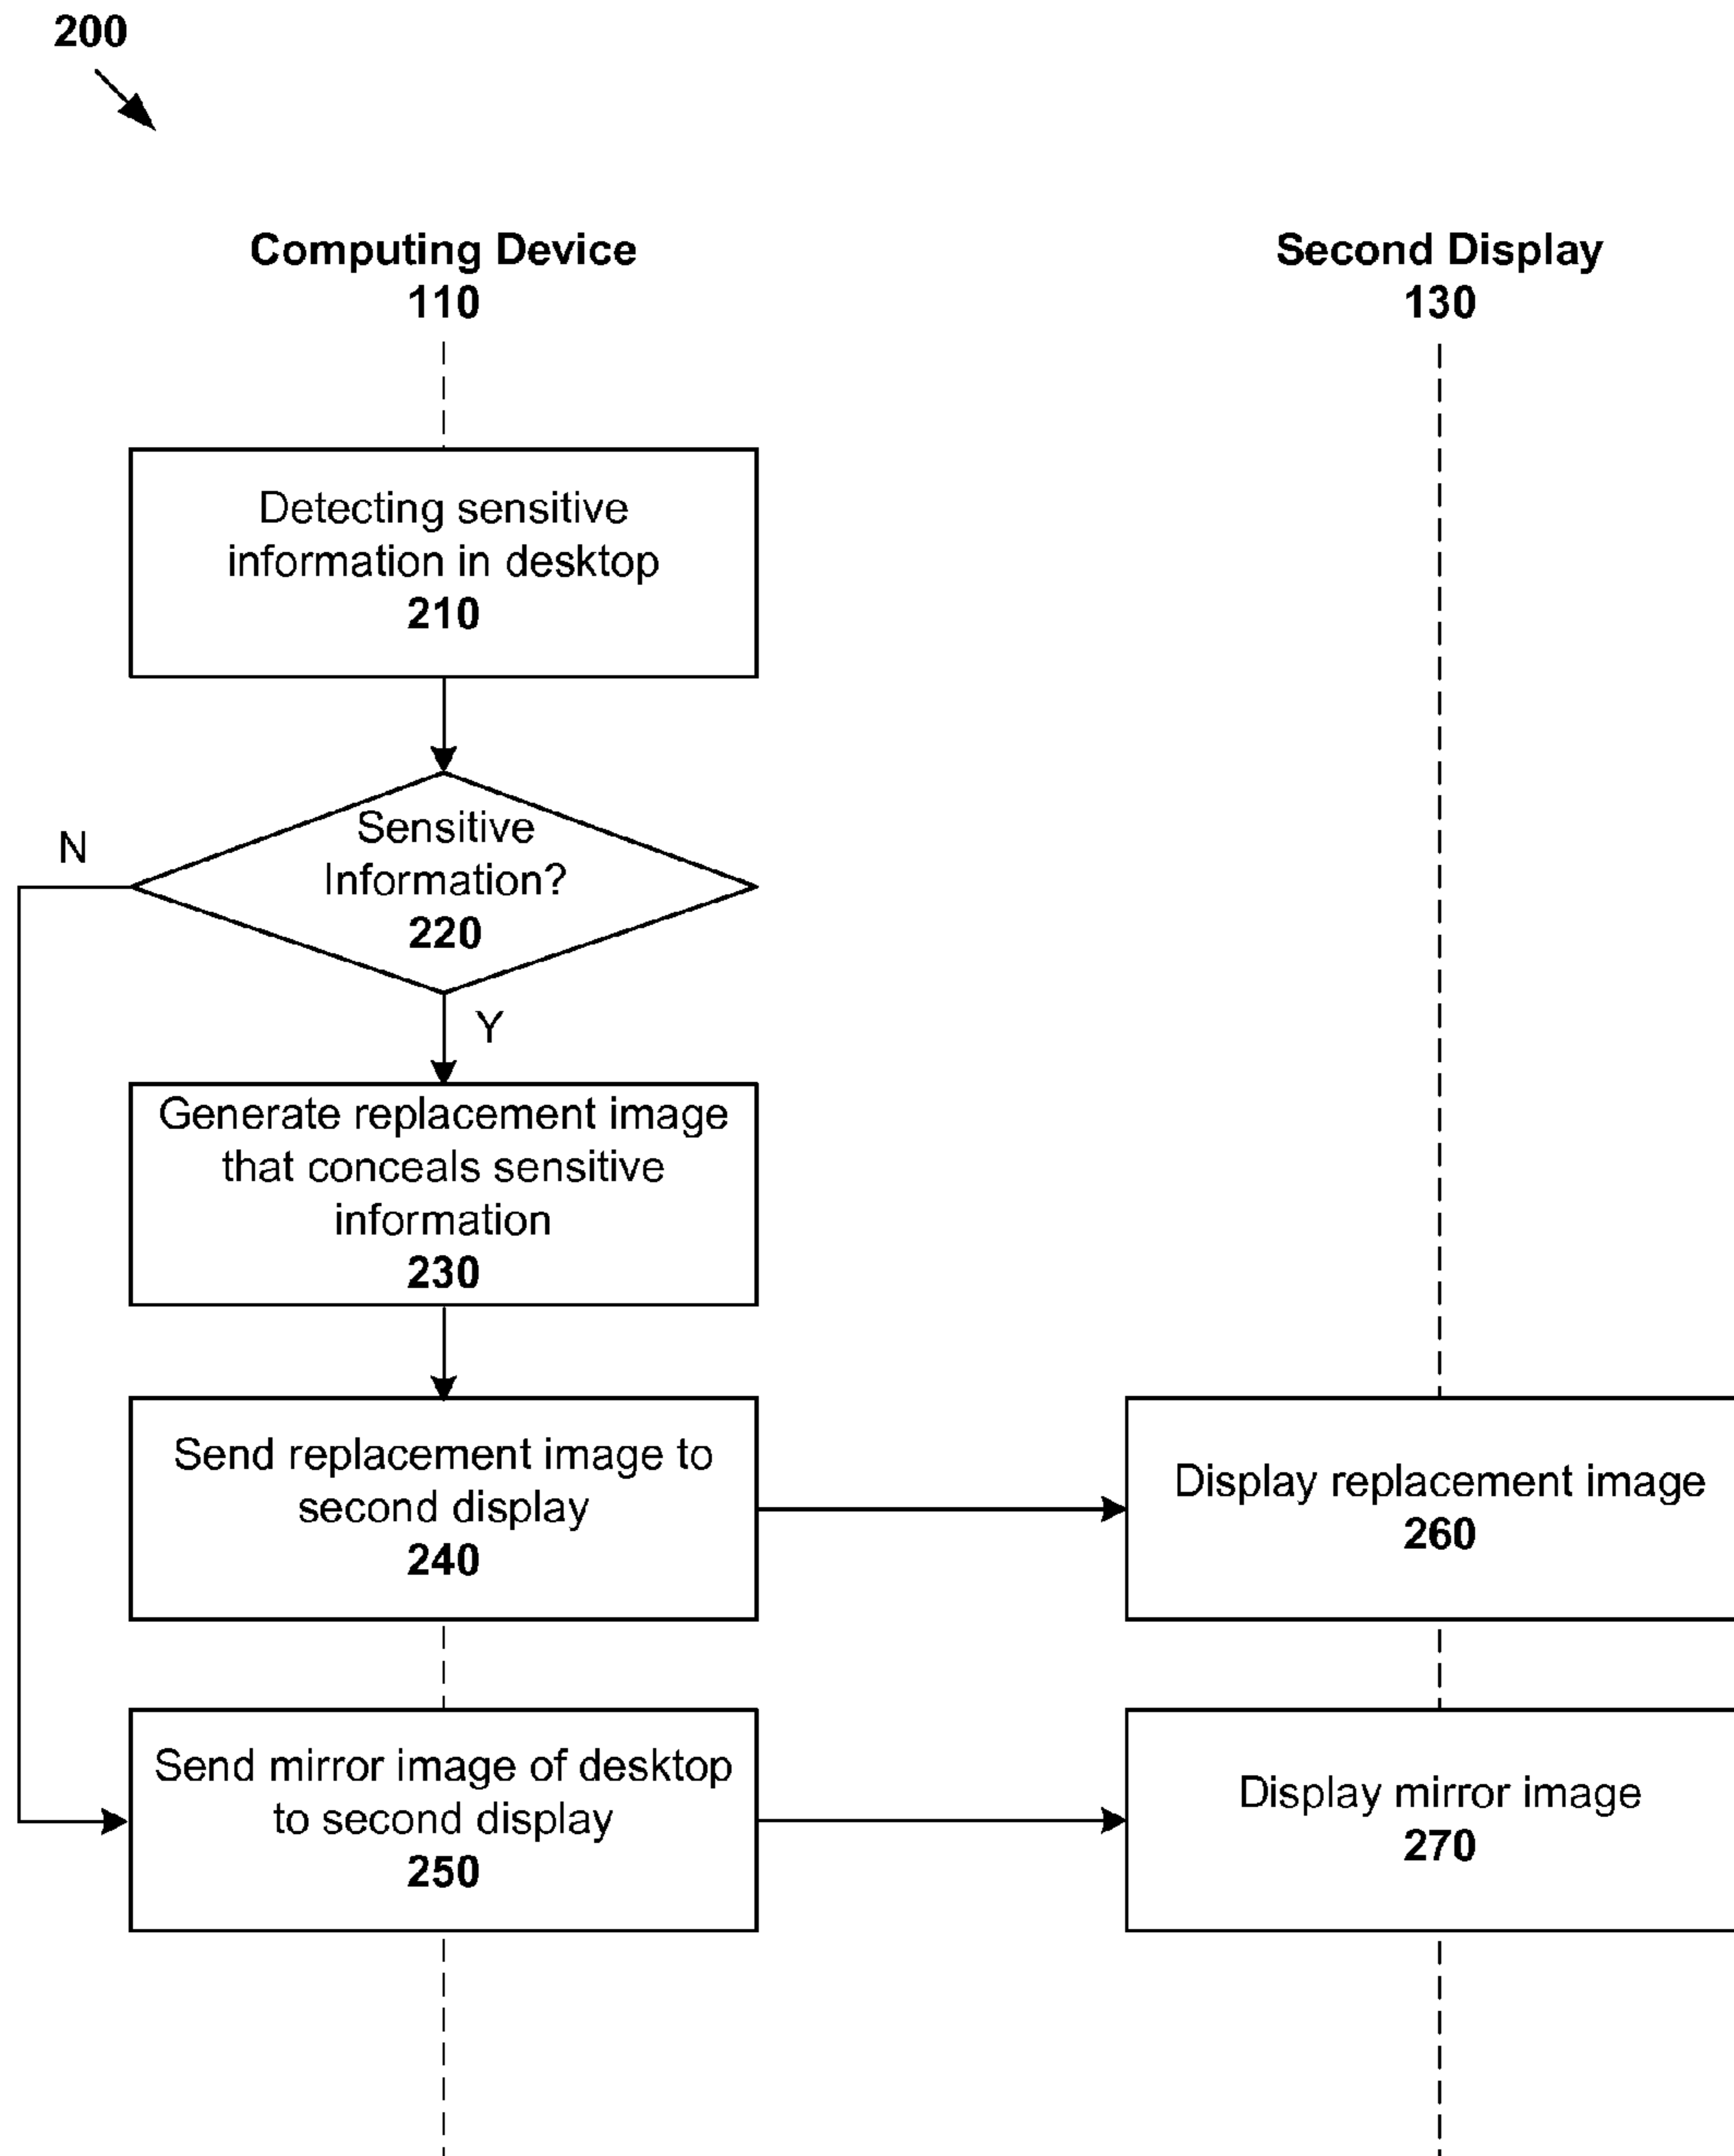 200
Computing Device
110
Second Display
130
Detecting sensitive
information in desktop
210
Sensitive
Information?
220
N
Y
Generate replacement image
that conceals sensitive
information
230
Send replacement image to
second display
240
Display replacement image
260
Send mirror image of desktop
to second display
250
Display mirror image
270